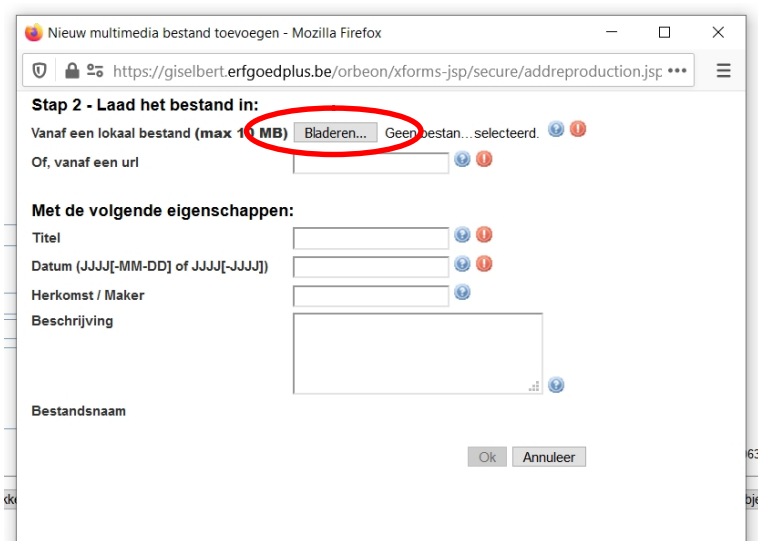 Nieuw multimedia bestand toevoegen - Mozilla Firefox
https://giselbert.erfgoedplus.be/orbeon/xforms-jsp/secure/addreproduction.jsp
Stap 2 - Laad het bestand in:
Vanaf een lokaal bestand (max 10 MB) Bladeren... Geen bestan...selecteerd.
Of, vanaf een url
Met de volgende eigenschappen:
Titel
Datum (JJJJ[-MM-DD] of JJJJ[-JJJJ])
Herkomst / Maker
Beschrijving
Bestandsnaam
Ok Annuleer